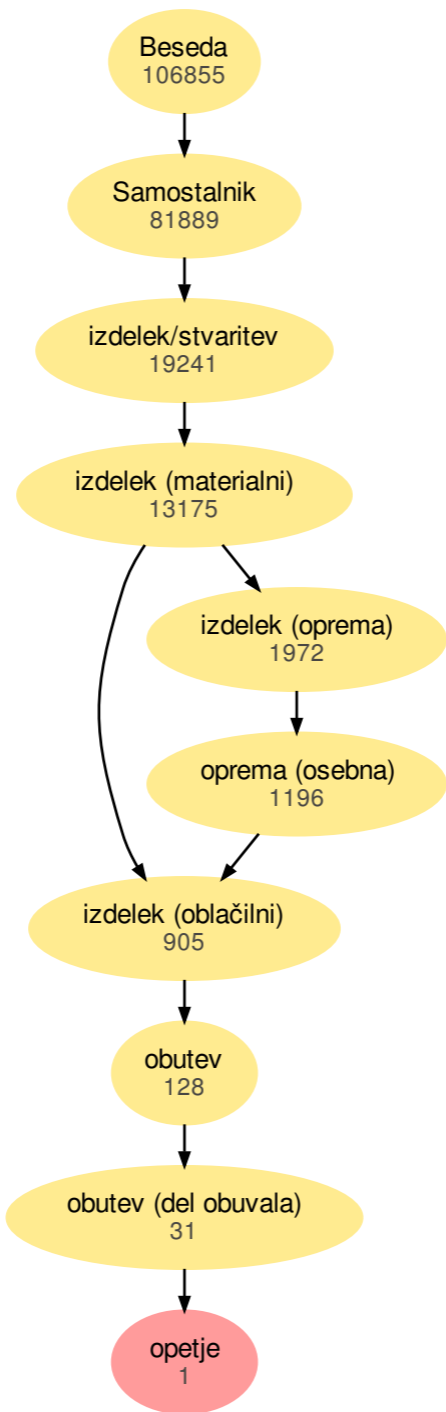 Beseda
106855
Samostalnik
81889
izdelek/stvaritev
19241
izdelek (materialni)
13175
izdelek (oprema)
1972
oprema (osebna)
1196
izdelek (oblačilni)
905
obutev
128
obutev (del obuvala)
31
opetje
1